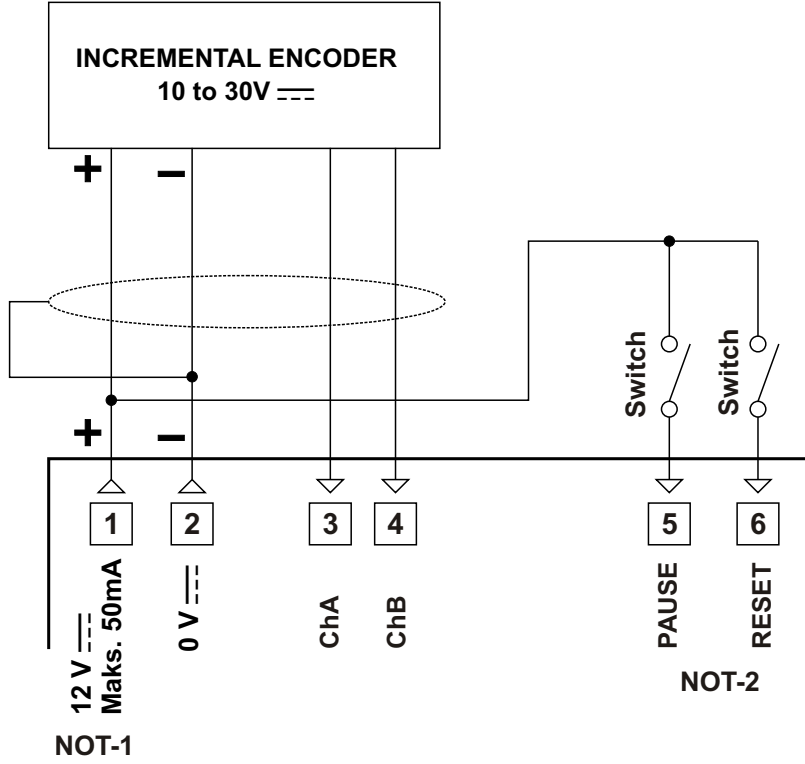 INCREMENTAL ENCODER
10 to 30V
+ −
Switch
Switch
+ −
1 2 3 4 5 6
12 V
Maks. 50mA
0 V
ChA
ChB
PAUSE
RESET
NOT-1
NOT-2